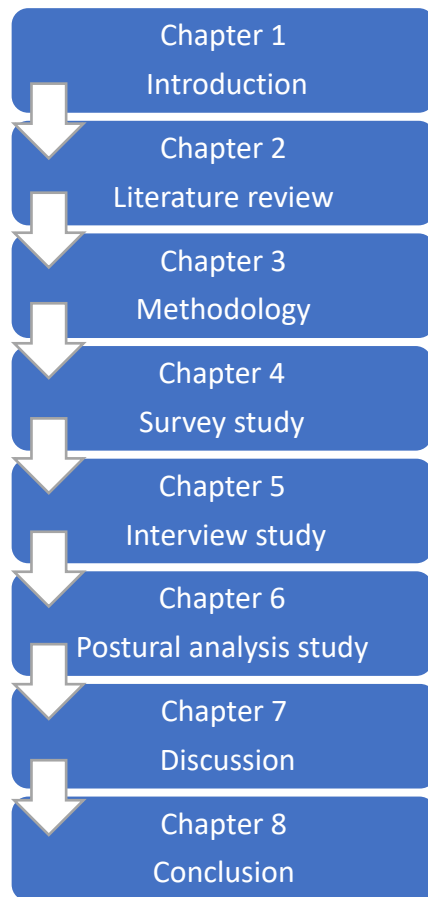 Chapter 1
Introduction
Chapter 2
Literature review
Chapter 3
Methodology
Chapter 4
Survey study
Chapter 5
Interview study
Chapter 6
Postural analysis study
Chapter 7
Discussion
Chapter 8
Conclusion